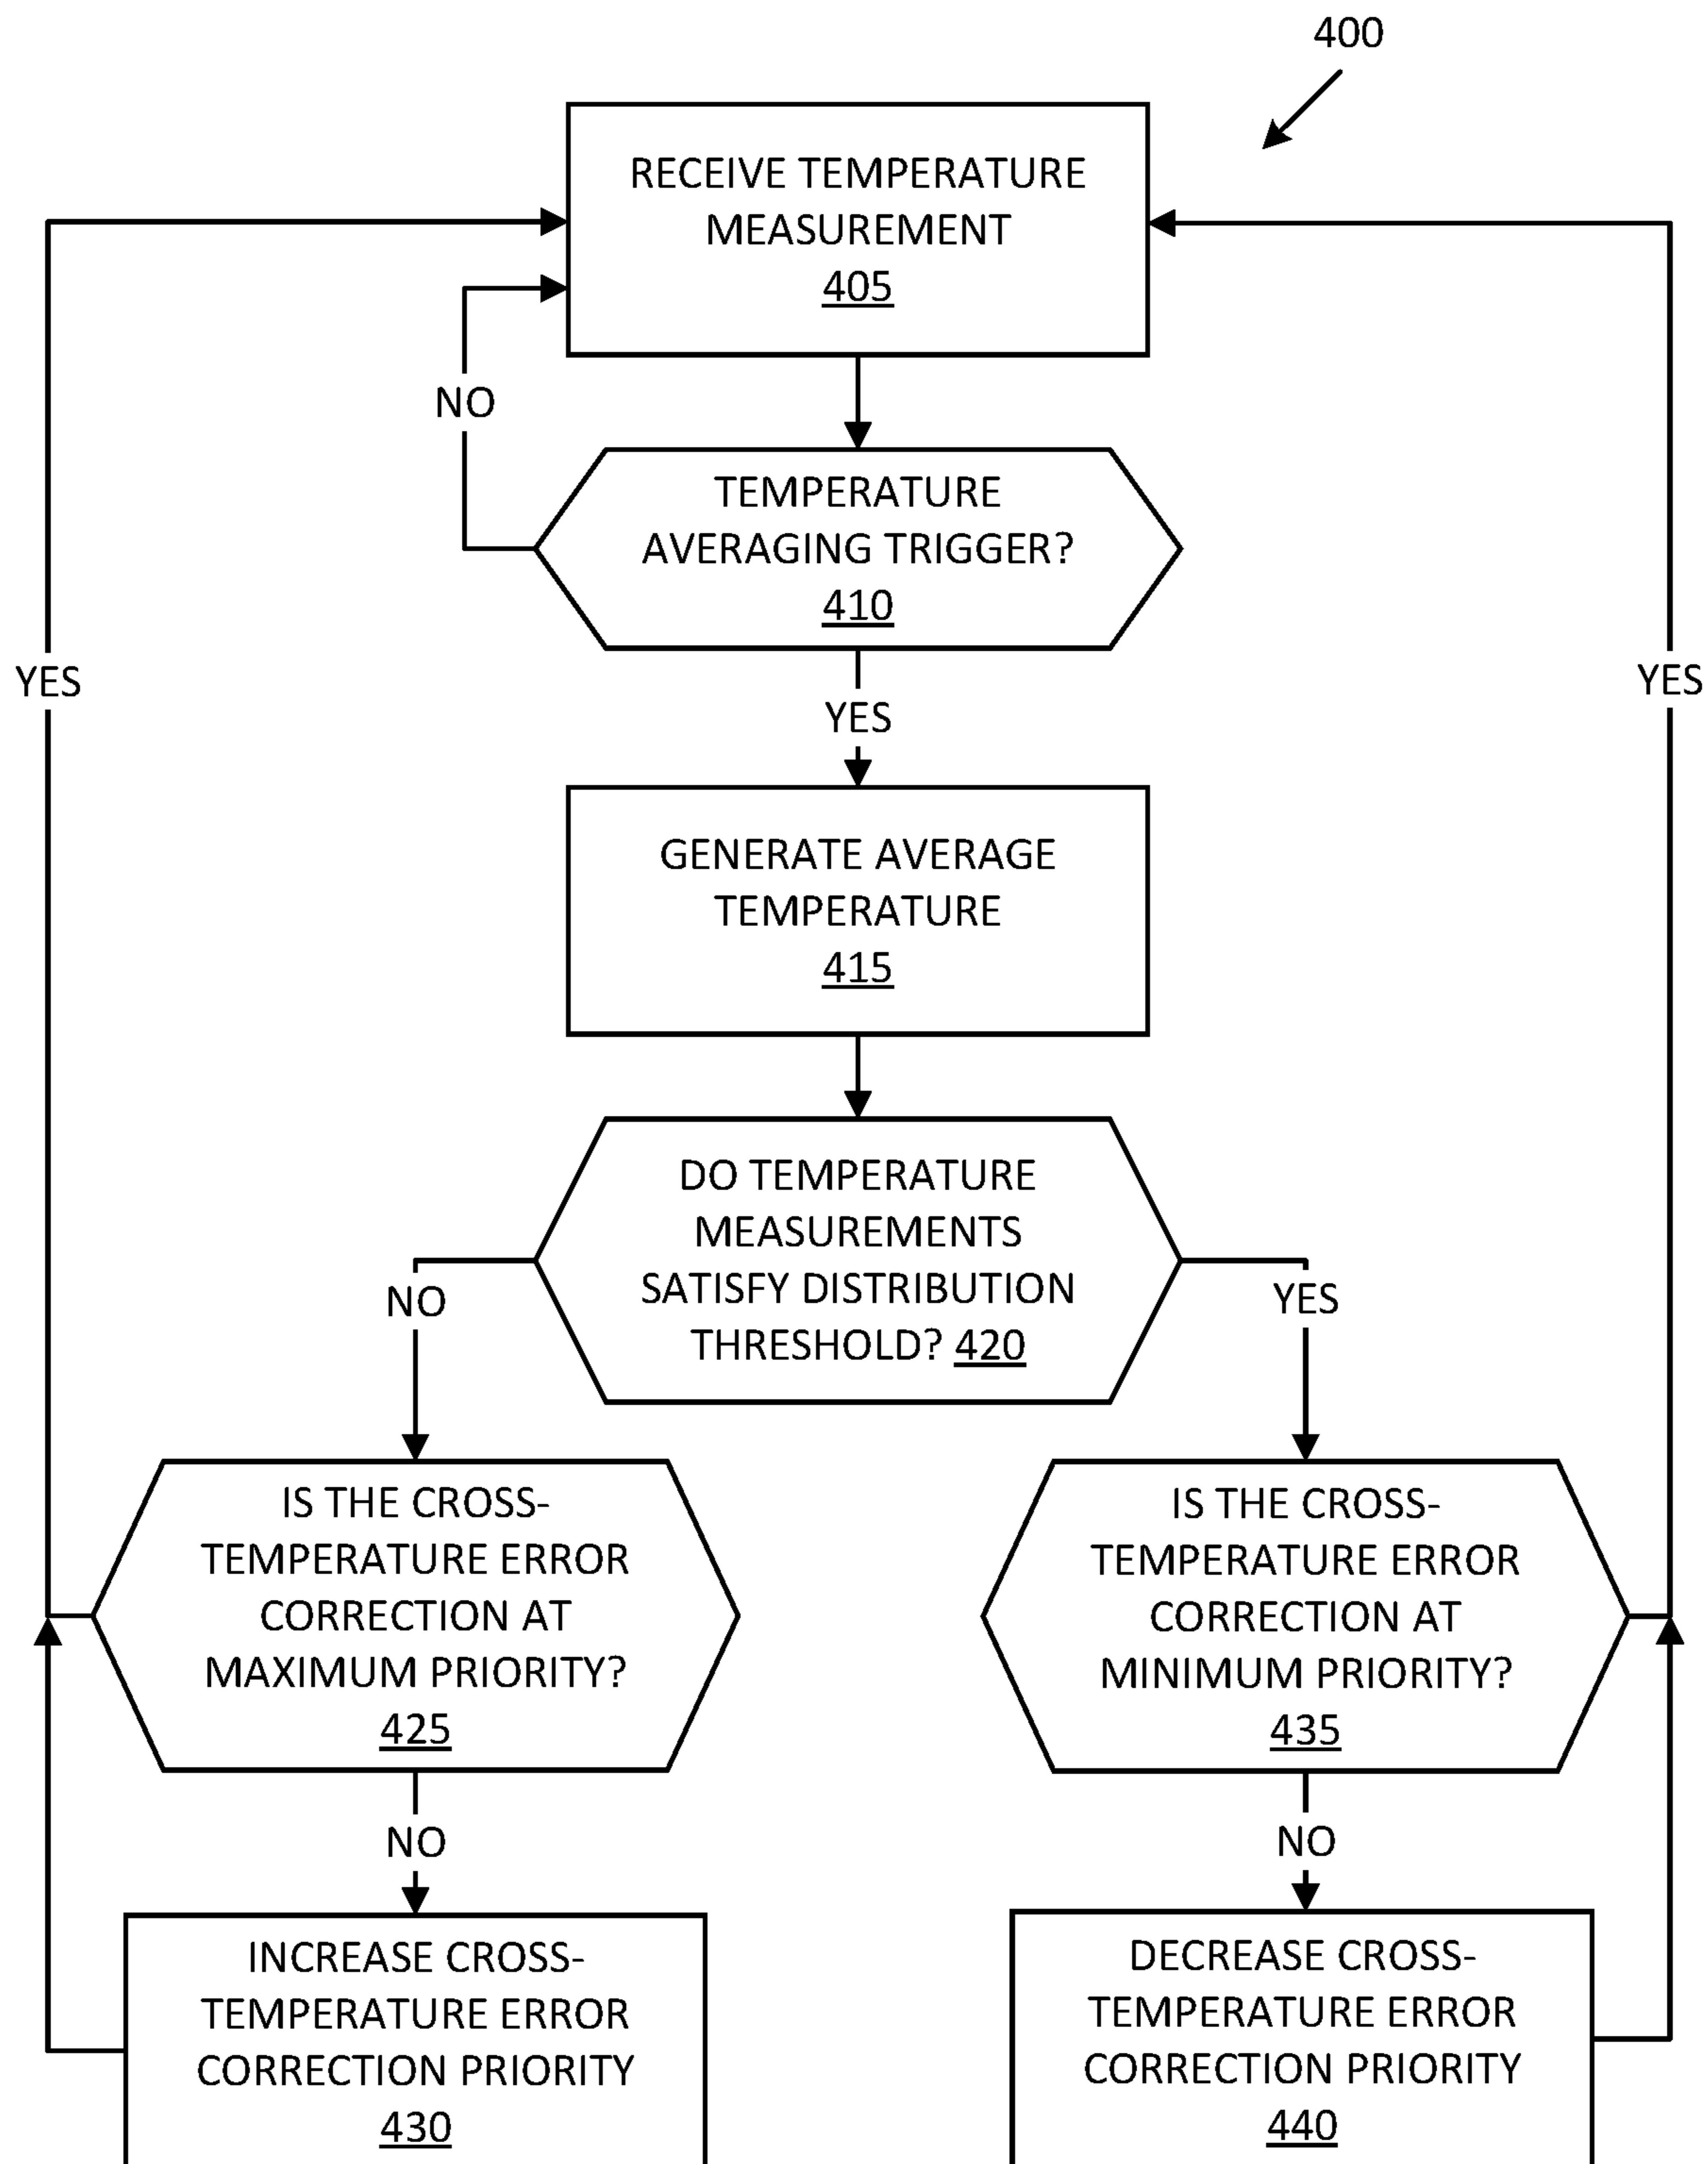 400
RECEIVE TEMPERATURE
MEASUREMENT
405
NO
TEMPERATURE
AVERAGING TRIGGER?
410
YES
YES
YES
GENERATE AVERAGE
TEMPERATURE
415
DO TEMPERATURE
MEASUREMENTS
SATISFY DISTRIBUTION
THRESHOLD? 420
NO
YES
IS THE CROSS-
TEMPERATURE ERROR
CORRECTION AT
MAXIMUM PRIORITY?
425
IS THE CROSS-
TEMPERATURE ERROR
CORRECTION AT
MINIMUM PRIORITY?
435
NO
NO
INCREASE CROSS-
TEMPERATURE ERROR
CORRECTION PRIORITY
430
DECREASE CROSS-
TEMPERATURE ERROR
CORRECTION PRIORITY
440